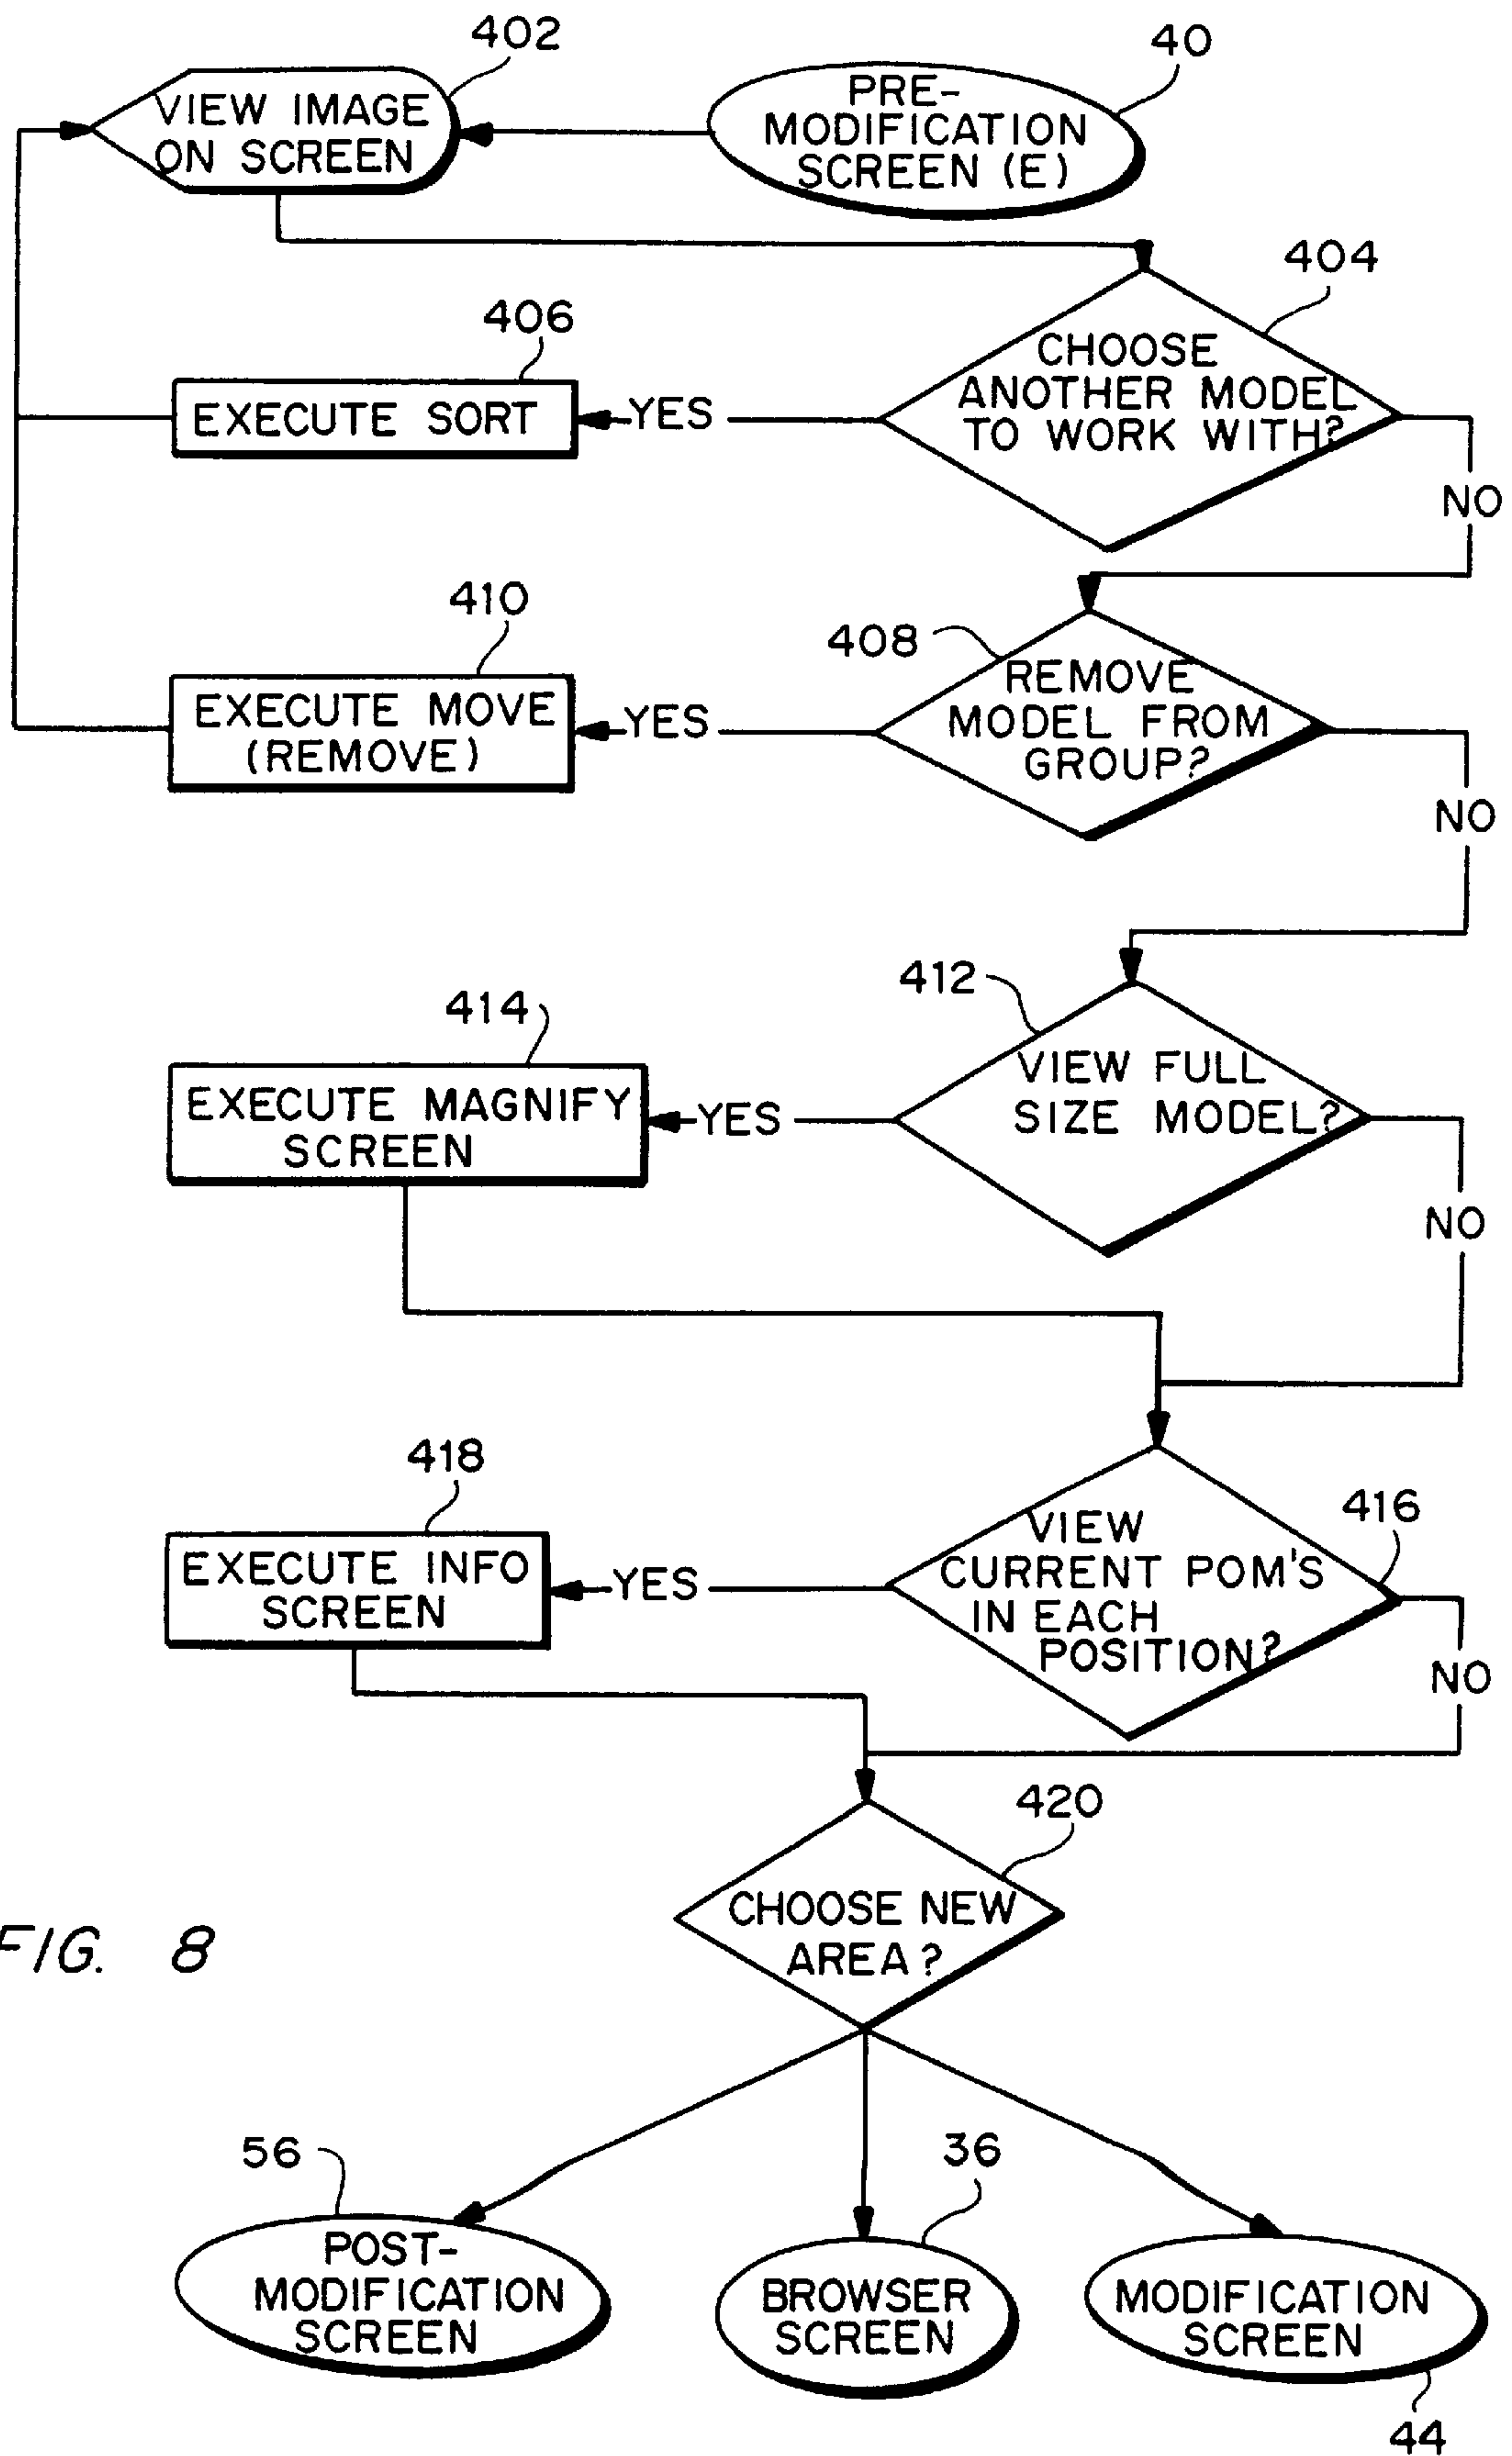 402
40
VIEW IMAGE
ON SCREEN
PRE-
MODIFICATION
SCREEN (E)
404
406
CHOOSE
ANOTHER MODEL
TO WORK WITH?
EXECUTE SORT
YES
NO
410
408
REMOVE
MODEL FROM
GROUP?
EXECUTE MOVE
(REMOVE)
YES
NO
412
414
VIEW FULL
SIZE MODEL?
EXECUTE MAGNIFY
SCREEN
YES
NO
418
416
VIEW
CURRENT POM'S
IN EACH
POSITION?
EXECUTE INFO
SCREEN
YES
NO
420
CHOOSE NEW
AREA?
FIG. 8
56
36
POST-
MODIFICATION
SCREEN
BROWSER
SCREEN
MODIFICATION
SCREEN
44